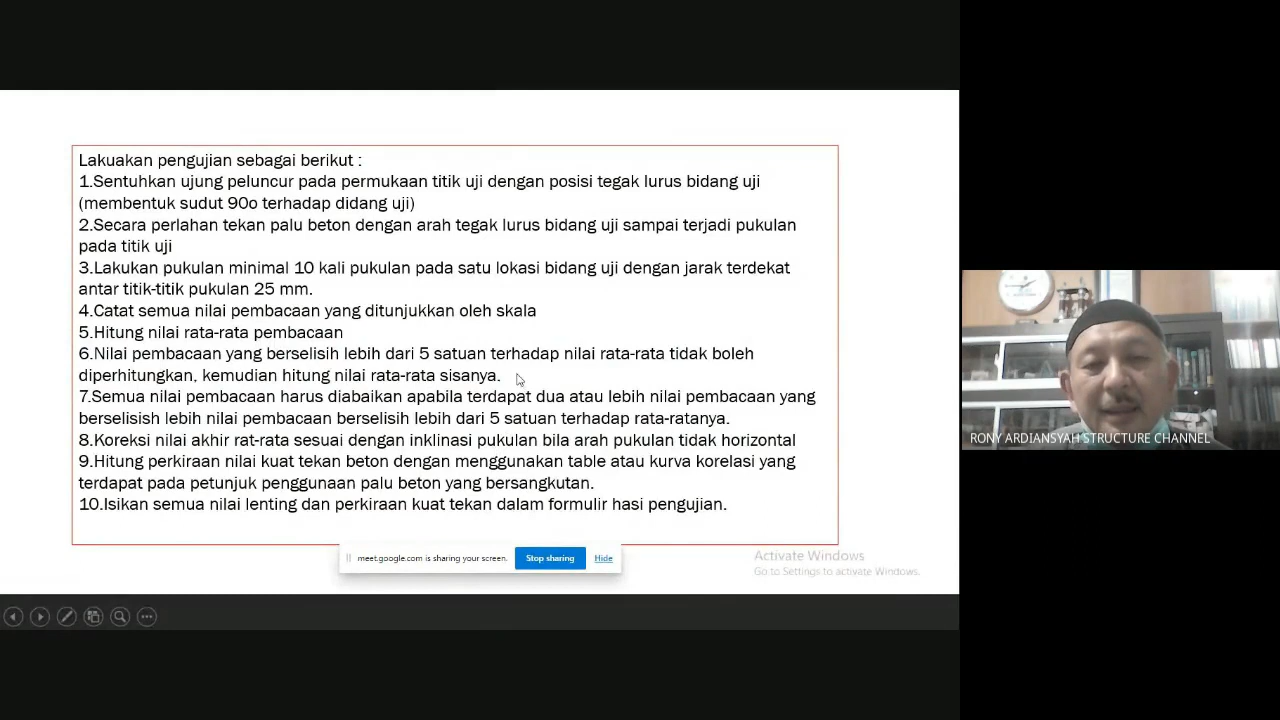 Lakuakan pengujian sebagai berikut :
1.Sentuhkan ujung peluncur pada permukaan titik uji dengan posisi tegak lurus bidang uji
(membentuk sudut 90o terhadap didang uji)
2.Secara perlahan tekan palu beton dengan arah tegak lurus bidang uji sampai terjadi pukulan
pada titik uji
3.Lakukan pukulan minimal 10 kali pukulan pada satu lokasi bidang uji dengan jarak terdekat
antar titik-titik pukulan 25 mm.
4.Catat semua nilai pembacaan yang ditunjukkan oleh skala
5.Hitung nilai rata-rata pembacaan
6.Nilai pembacaan yang berselisih lebih dari 5 satuan terhadap nilai rata-rata tidak boleh
diperhitungkan, kemudian hitung nilai rata-rata sisanya.
7.Semua nilai pembacaan harus diabaikan apabila terdapat dua atau lebih nilai pembacaan yang
berselisish lebih nilai pembacaan berselisih lebih dari 5 satuan terhadap rata-ratanya.
8.Koreksi nilai akhir rat-rata sesuai dengan inklinasi pukulan bila arah pukulan tidak horizontal
9.Hitung perkiraan nilai kuat tekan beton dengan menggunakan table atau kurva korelasi yang
terdapat pada petunjuk penggunaan palu beton yang bersangkutan.
10.Isikan semua nilai lenting dan perkiraan kuat tekan dalam formulir hasi pengujian.
meet.google.com is sharing your screen.
Stop sharing
Hide
Activate Windows
Go to Settings to activate Windows.
RONY ARDIANSYAH STRUCTURE CHANNEL